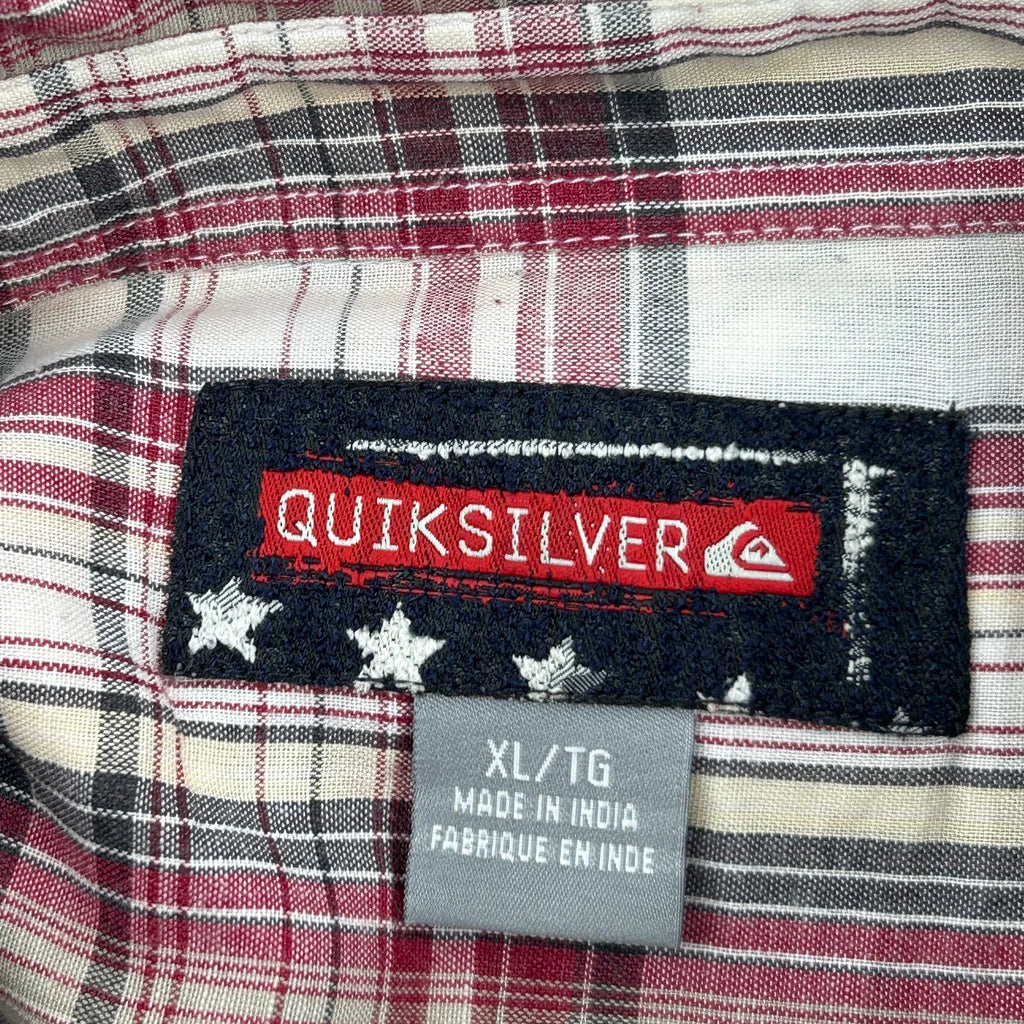 QUIKSILVER
XL/TG
MADE IN INDIA
FABRIQUE EN INDE